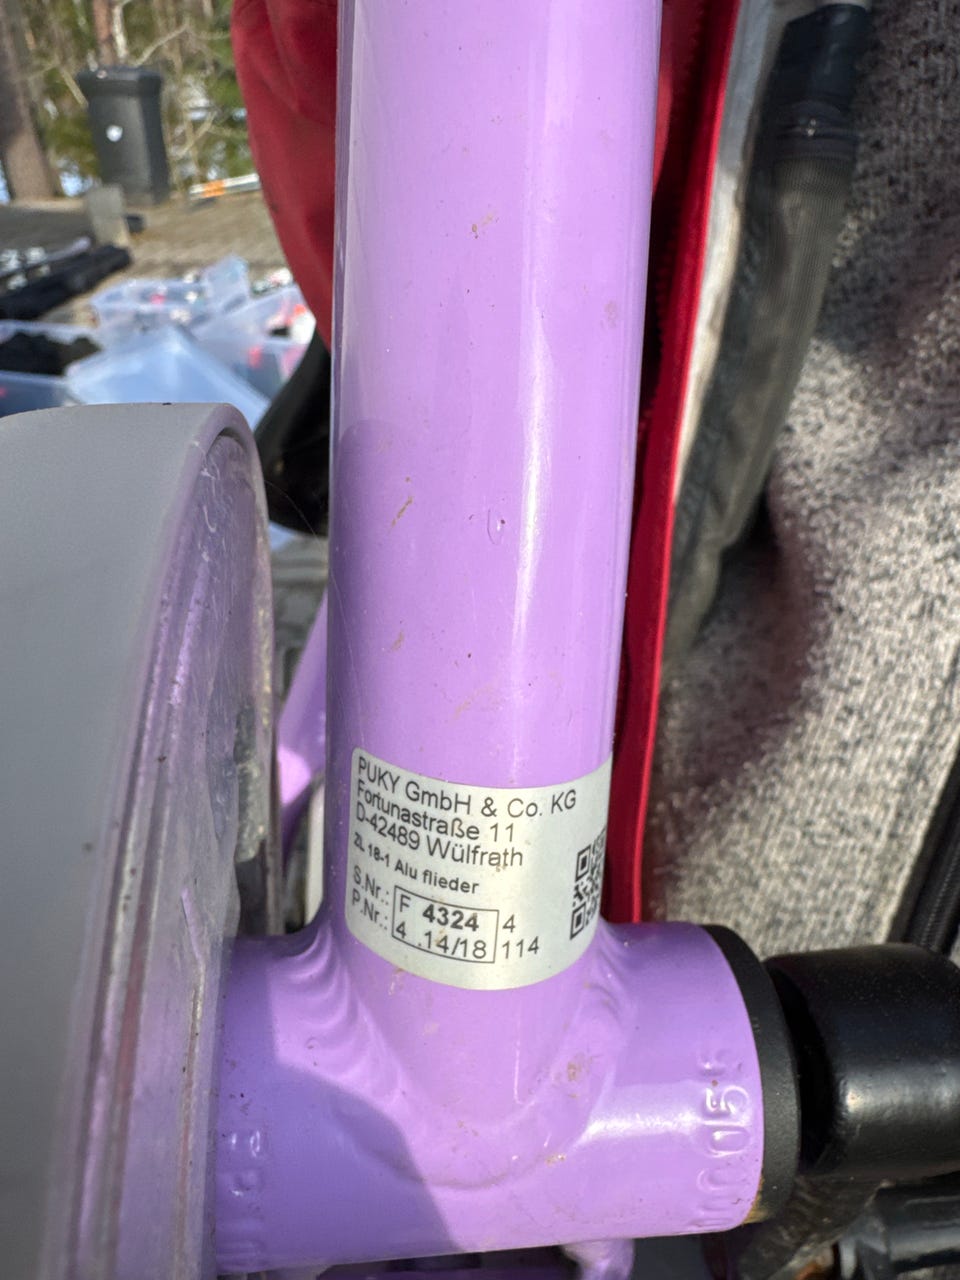 PUKY GmbH & Co. KG
Fortunastraße 11
D-42489 Wülfrath
ZL 18-1 Alu flieder
S.Nr.: F 4324 4
P.Nr.: 4 .14/18 114